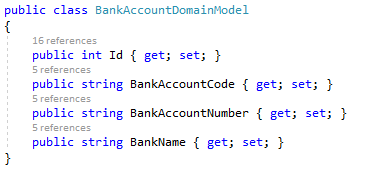 public class BankAccountDomainModel
{
16 references
public int Id { get; set; }
5 references
public string BankAccountCode { get; set; }
5 references
public string BankAccountNumber { get; set; }
5 references
public string BankName { get; set; }
}